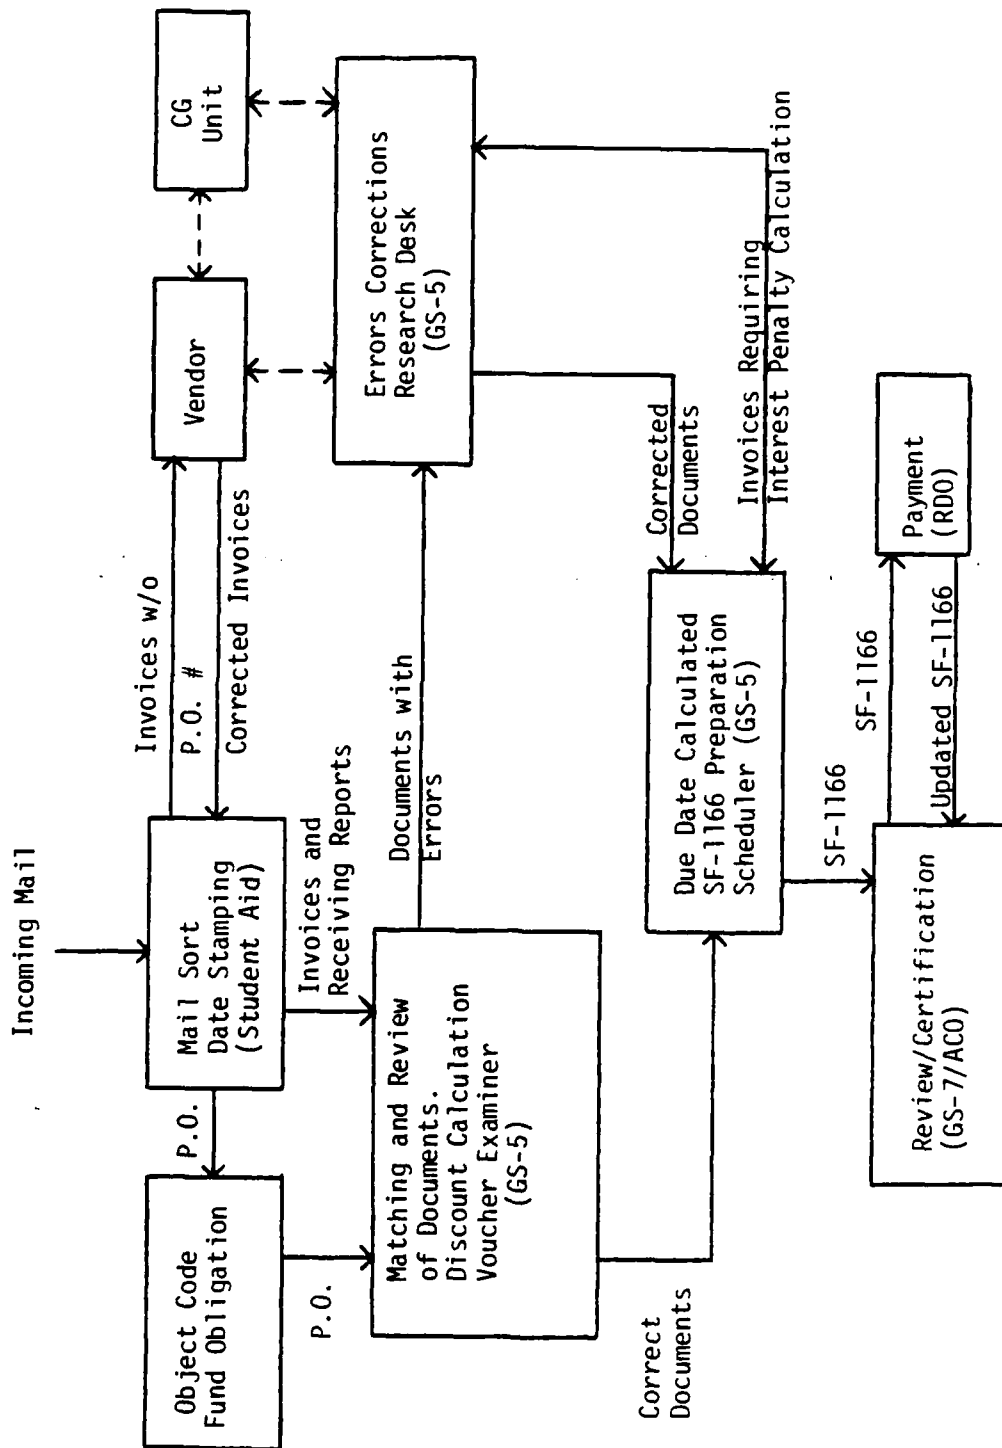 Incoming Mail
Mail Sort
Date Stamping
(Student Aid)
Invoices w/o
P.O. #
Corrected Invoices
Vendor
CG
Unit
P.O.
Object Code
Fund Obligation
P.O.
Invoices and
Receiving Reports
Matching and Review
of Documents.
Discount Calculation
Voucher Examiner
(GS-5)
Documents with
Errors
Errors Corrections
Research Desk
(GS-5)
Correct
Documents
Corrected
Documents
Invoices Requiring
Interest Penalty Calculation
Due Date Calculated
SF-1166 Preparation
Scheduler (GS-5)
SF-1166
Review/Certification
(GS-7/ACO)
SF-1166
Updated SF-1166
Payment
(RDO)